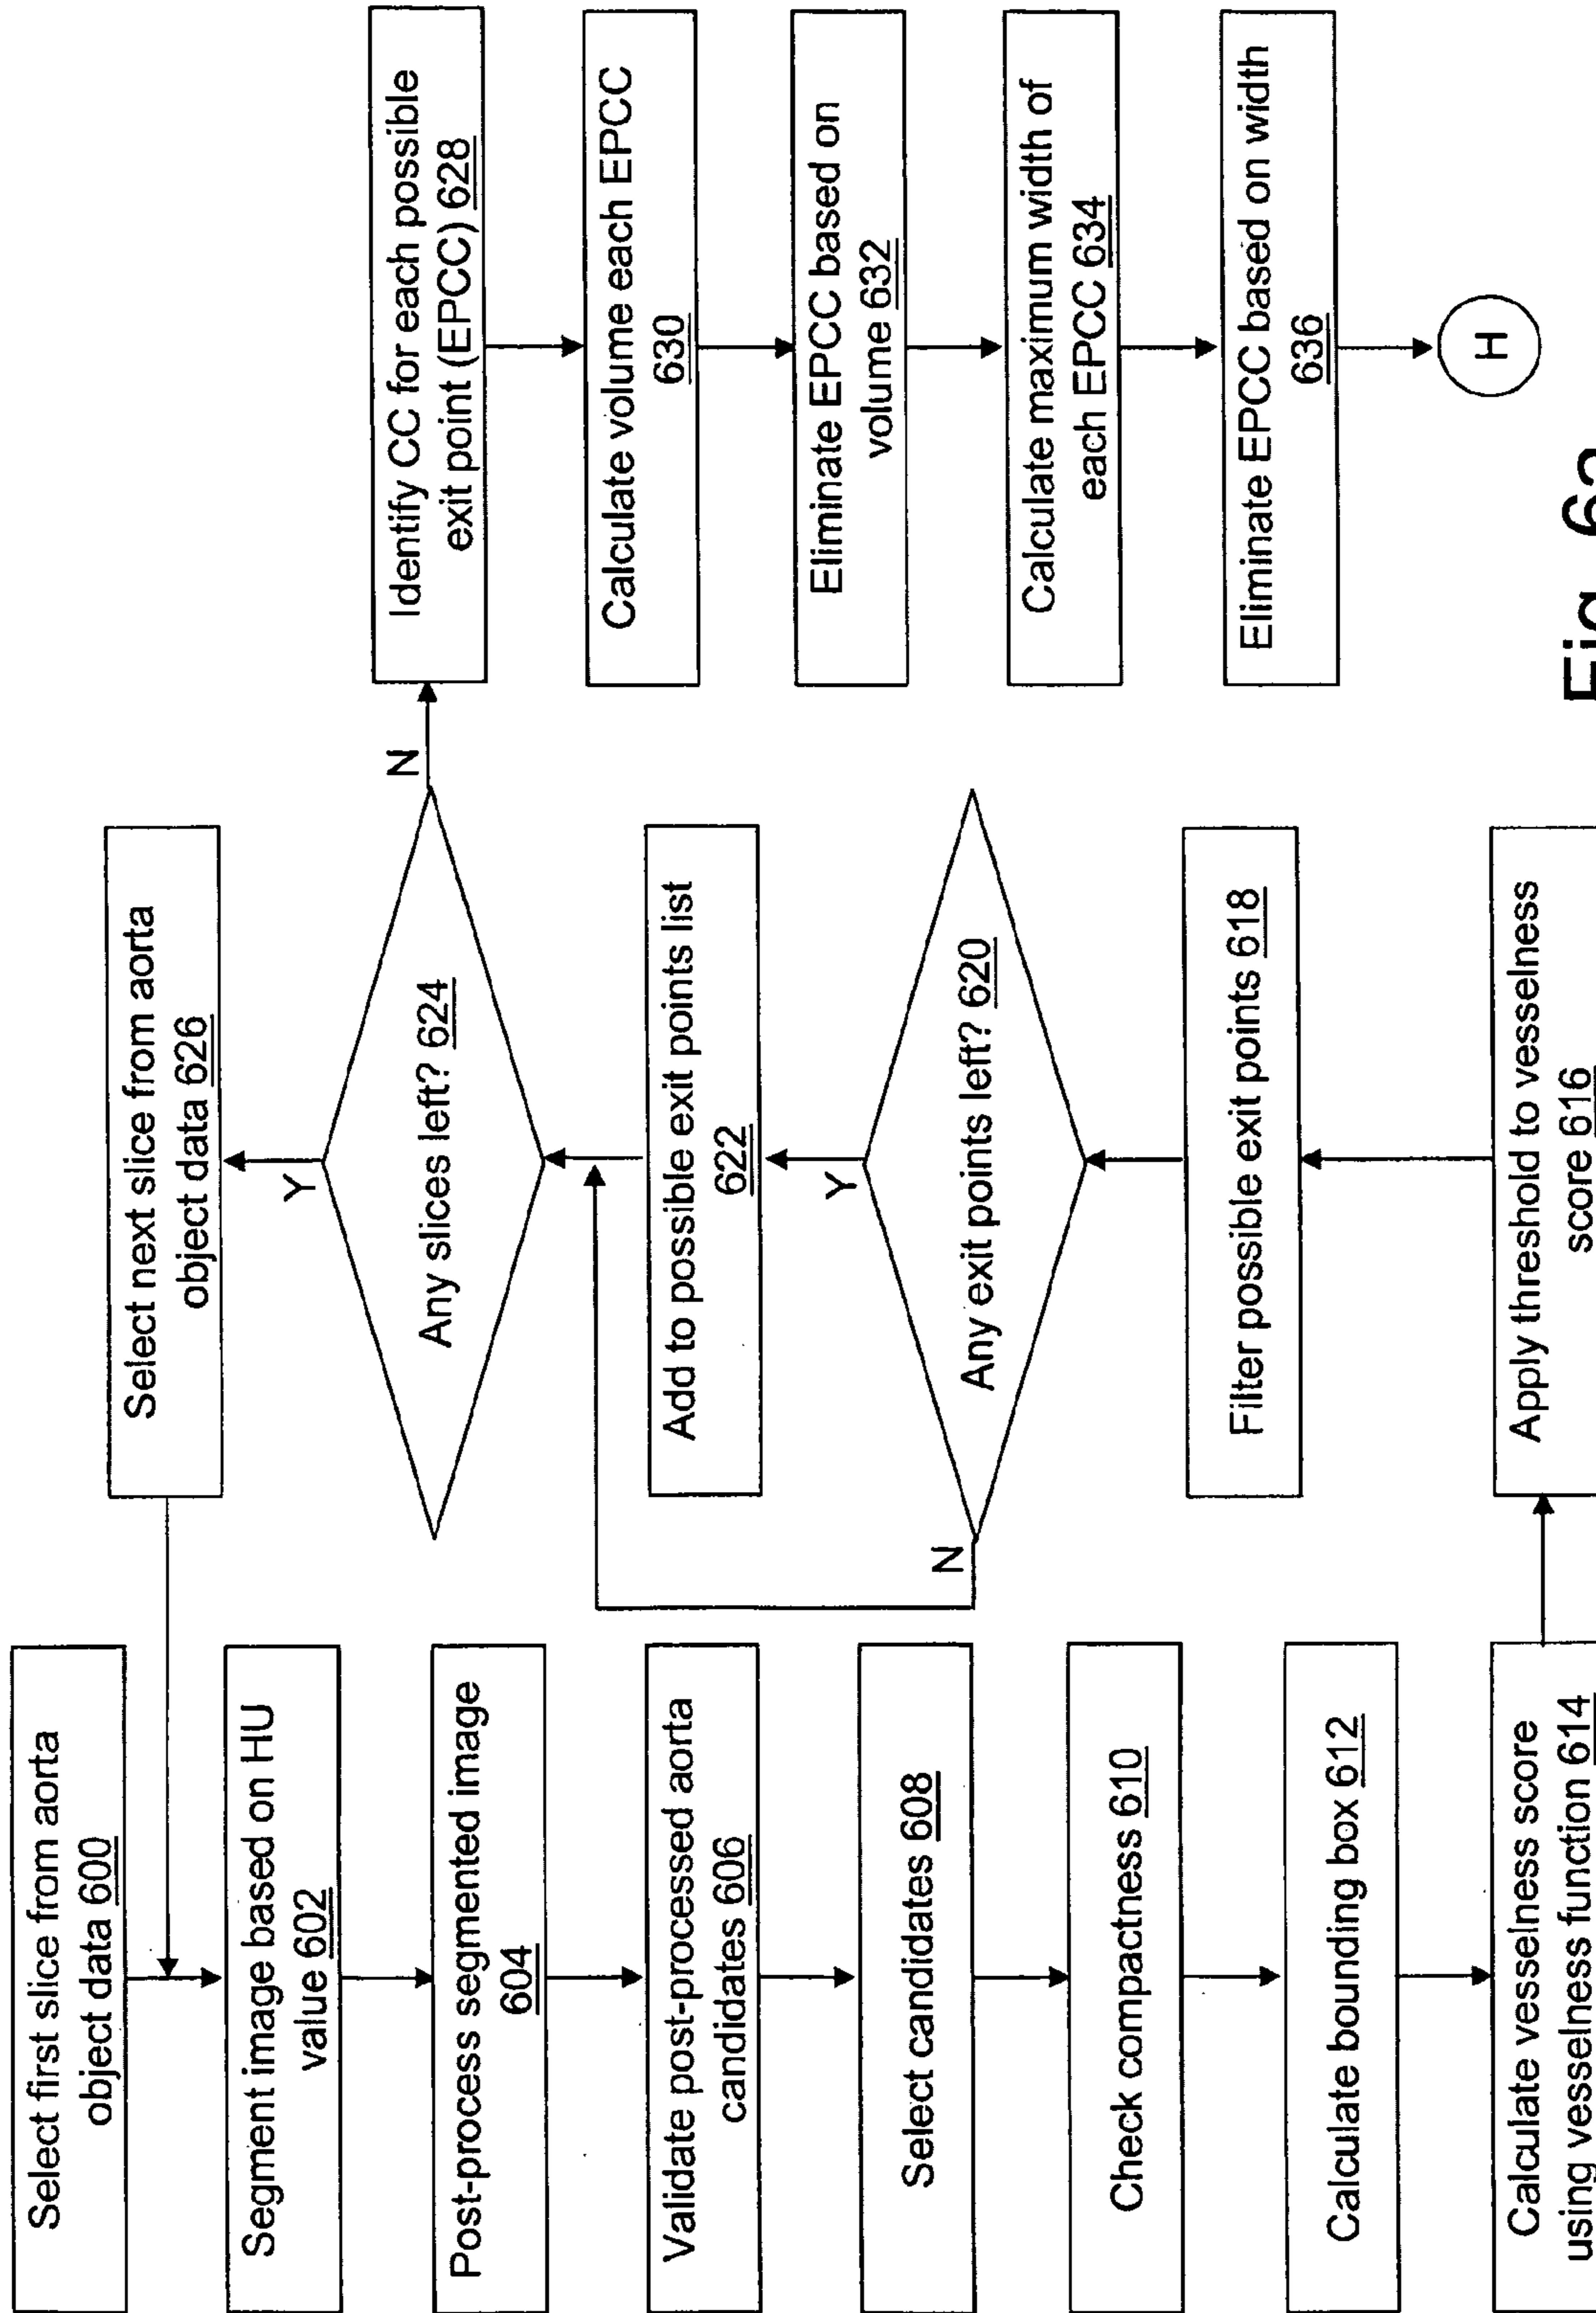 Select first slice from aorta
object data 600
Segment image based on HU
value 602
Post-process segmented image
604
Validate post-processed aorta
candidates 606
Select candidates 608
Check compactness 610
Calculate bounding box 612
Calculate vesselness score
using vesselness function 614
Select next slice from aorta
object data 626
Y
Any slices left? 624
N
Add to possible exit points list
622
Y
Any exit points left? 620
N
Filter possible exit points 618
Apply threshold to vesselness
score 616
Identify CC for each possible
exit point (EPCC) 628
Calculate volume each EPCC
630
Eliminate EPCC based on
volume 632
Calculate maximum width of
each EPCC 634
Eliminate EPCC based on width
636
H
Fig. 6a